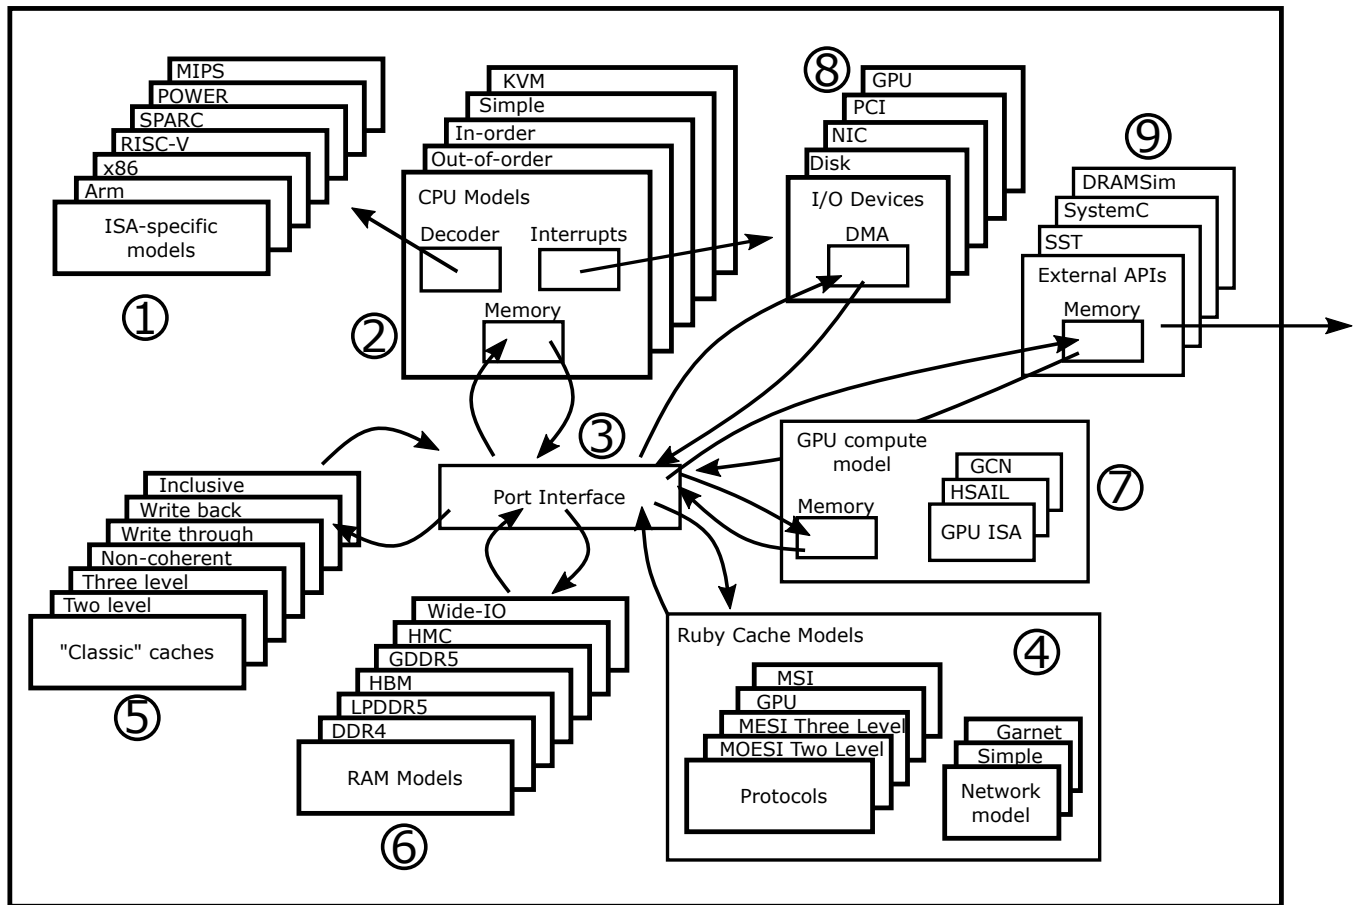 MIPS
POWER
SPARC
RISC-V
x86
Arm
ISA-specific
models
①
KVM
Simple
In-order
Out-of-order
CPU Models
Decoder
Interrupts
Memory
②
⑧
GPU
PCI
NIC
Disk
I/O Devices
DMA
⑨
DRAMSim
SystemC
SST
External APIs
Memory
③
Port Interface
GPU compute
model
Memory
GCN
HSAIL
GPU ISA
⑦
Inclusive
Write back
Write through
Non-coherent
Three level
Two level
"Classic" caches
⑤
Wide-IO
HMC
GDDR5
HBM
LPDDR5
DDR4
RAM Models
⑥
Ruby Cache Models
④
MSI
GPU
MESI Three Level
MOESI Two Level
Protocols
Garnet
Simple
Network
model